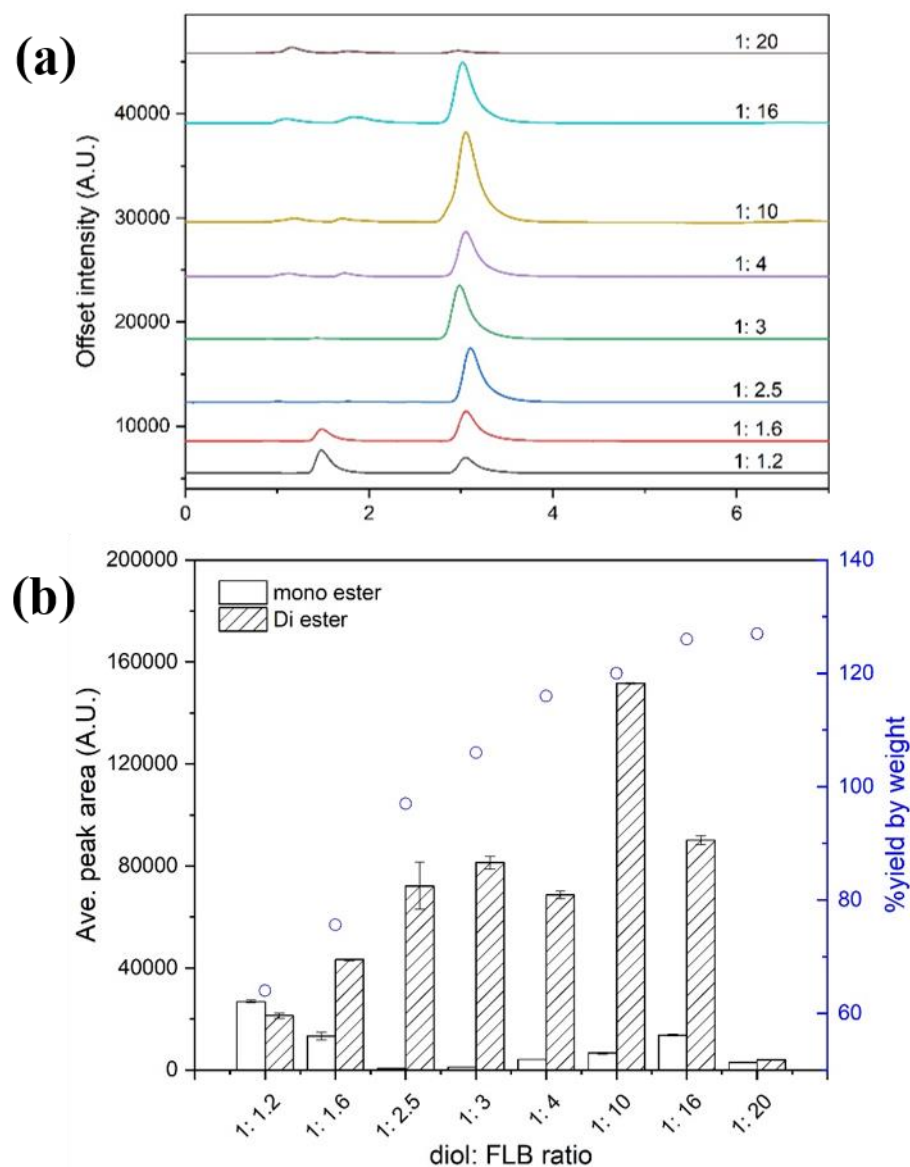 (a)
Offset intensity (A.U.)
40000
30000
20000
10000
1: 20
1: 16
1: 10
1: 4
1: 3
1: 2.5
1: 1.6
1: 1.2
0 2 4 6
(b)
Ave. peak area (A.U.)
200000
160000
120000
80000
40000
0
mono ester
Di ester
140
120
100
80
60
%yield by weight
1: 1.2 1: 1.6 1: 2.5 1: 3 1: 4 1: 10 1: 16 1: 20
diol: FLB ratio